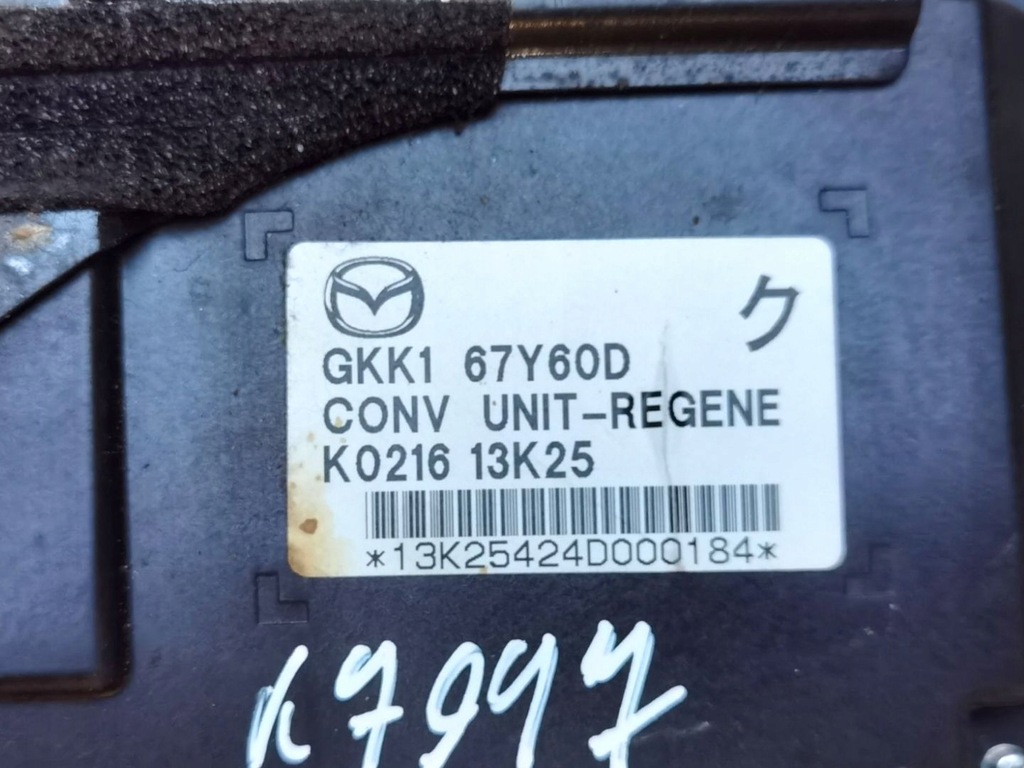 ク
GKK1 67Y60D
CONV UNIT-REGENE
K0216 13K25
*13K25424D000184*
K7997